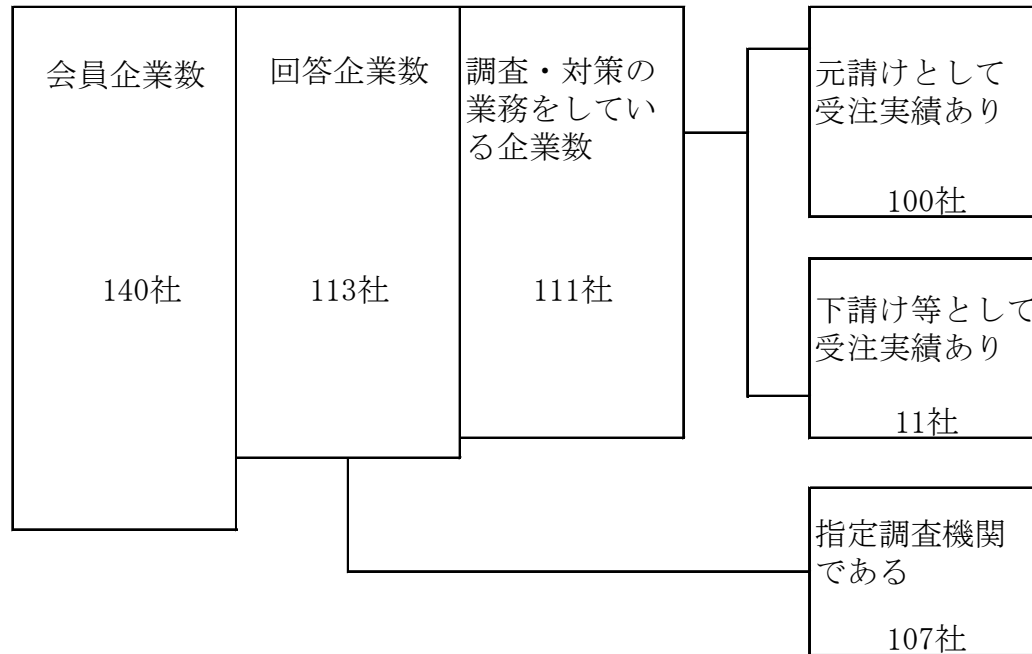 会員企業数
140社
回答企業数
113社
調査・対策の
業務をしてい
る企業数
111社
元請けとして
受注実績あり
100社
下請け等として
受注実績あり
11社
指定調査機関
である
107社